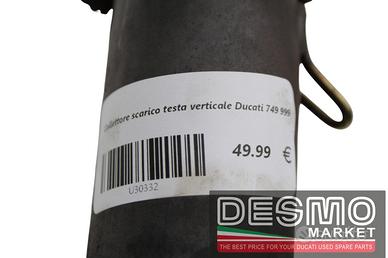 Collettore scarico testa verticale Ducati 749 999
49.99 €
U30332
DESMO
MARKET
THE BEST PRICE FOR YOUR DUCATI USED SPARE PARTS